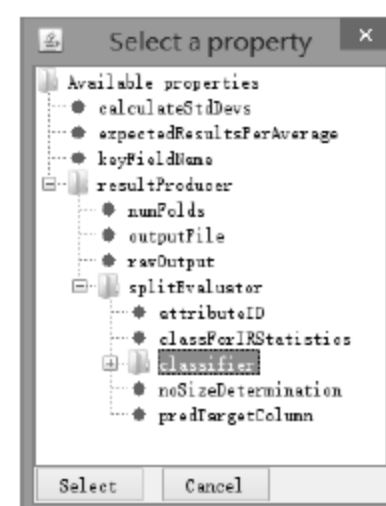 Select a property
Available properties
calculateStdDevs
expectedResultsPerAverage
keyFieldName
resultProducer
numFolds
outputFile
rawOutput
splitEvaluator
attributeID
classForIRStatistics
classifier
noSizeDetermination
predTargetColumn
Select
Cancel